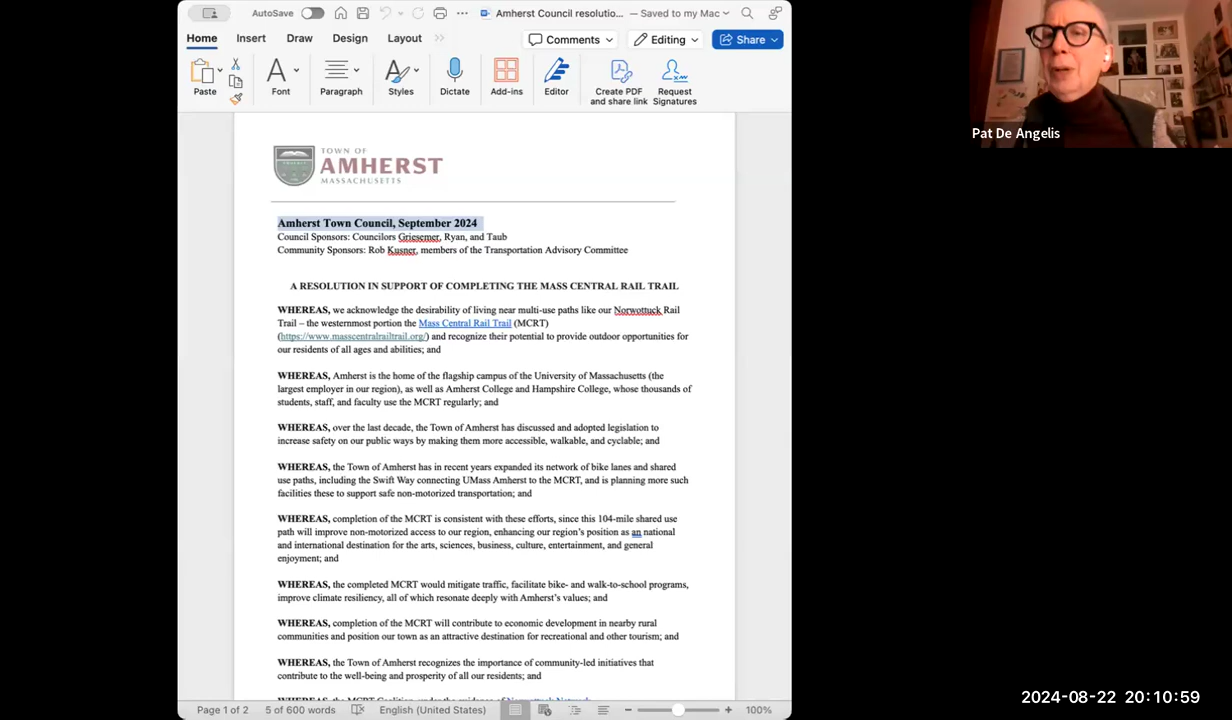 AutoSave
Amherst Council resolutio... — Saved to my Mac
Home
Insert
Draw
Design
Layout
Comments
Editing
Share
Paste
Font
Paragraph
Styles
Dictate
Add-ins
Editor
Create PDF
and share link
Request
Signatures
TOWN OF
AMHERST
MASSACHUSETTS
Amherst Town Council, September 2024
Council Sponsors: Councilors Griesemer, Ryan, and Taub
Community Sponsors: Rob Kusner, members of the Transportation Advisory Committee
A RESOLUTION IN SUPPORT OF COMPLETING THE MASS CENTRAL RAIL TRAIL
WHEREAS, we acknowledge the desirability of living near multi-use paths like our Norwottuck Rail
Trail – the westernmost portion the Mass Central Rail Trail (MCRT)
(https://www.masscentralrailtrail.org/) and recognize their potential to provide outdoor opportunities for
our residents of all ages and abilities; and
WHEREAS, Amherst is the home of the flagship campus of the University of Massachusetts (the
largest employer in our region), as well as Amherst College and Hampshire College, whose thousands of
students, staff, and faculty use the MCRT regularly; and
WHEREAS, over the last decade, the Town of Amherst has discussed and adopted legislation to
increase safety on our public ways by making them more accessible, walkable, and cyclable; and
WHEREAS, the Town of Amherst has in recent years expanded its network of bike lanes and shared
use paths, including the Swift Way connecting UMass Amherst to the MCRT, and is planning more such
facilities these to support safe non-motorized transportation; and
WHEREAS, completion of the MCRT is consistent with these efforts, since this 104-mile shared use
path will improve non-motorized access to our region, enhancing our region's position as an national
and international destination for the arts, sciences, business, culture, entertainment, and general
enjoyment; and
WHEREAS, the completed MCRT would mitigate traffic, facilitate bike- and walk-to-school programs,
improve climate resiliency, all of which resonate deeply with Amherst's values; and
WHEREAS, completion of the MCRT will contribute to economic development in nearby rural
communities and position our town as an attractive destination for recreational and other tourism; and
WHEREAS, the Town of Amherst recognizes the importance of community-led initiatives that
contribute to the well-being and prosperity of all our residents; and
WHEREAS, the MCRT Coalition, under the guidance of Norwottuck Network
Page 1 of 2
5 of 600 words
English (United States)
100%
Pat De Angelis
2024-08-22 20:10:59